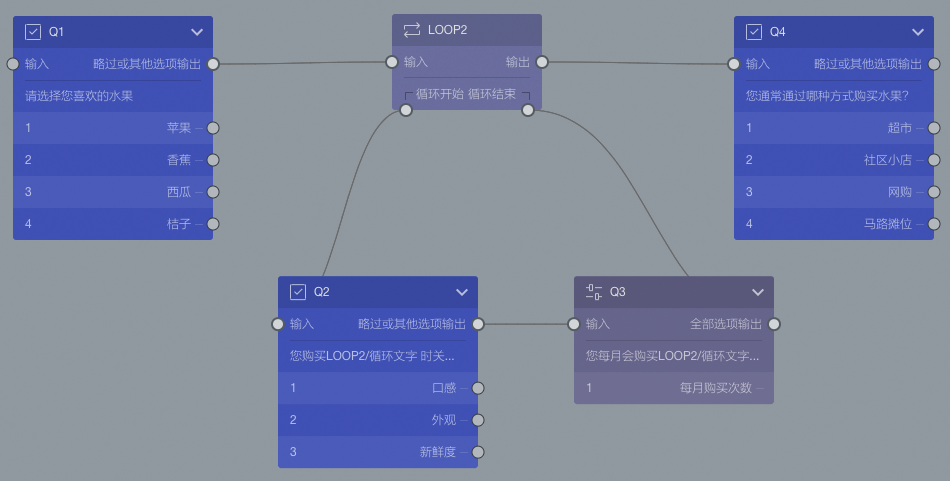 Q1
输入 略过或其他选项输出
请选择您喜欢的水果
1 苹果
2 香蕉
3 西瓜
4 桔子
LOOP2
输入 输出
循环开始 循环结束
Q4
输入 略过或其他选项输出
您通常通过哪种方式购买水果?
1 超市
2 社区小店
3 网购
4 马路摊位
Q2
输入 略过或其他选项输出
您购买LOOP2/循环文字 时关...
1 口感
2 外观
3 新鲜度
Q3
输入 全部选项输出
您每月会购买LOOP2/循环文字...
1 每月购买次数